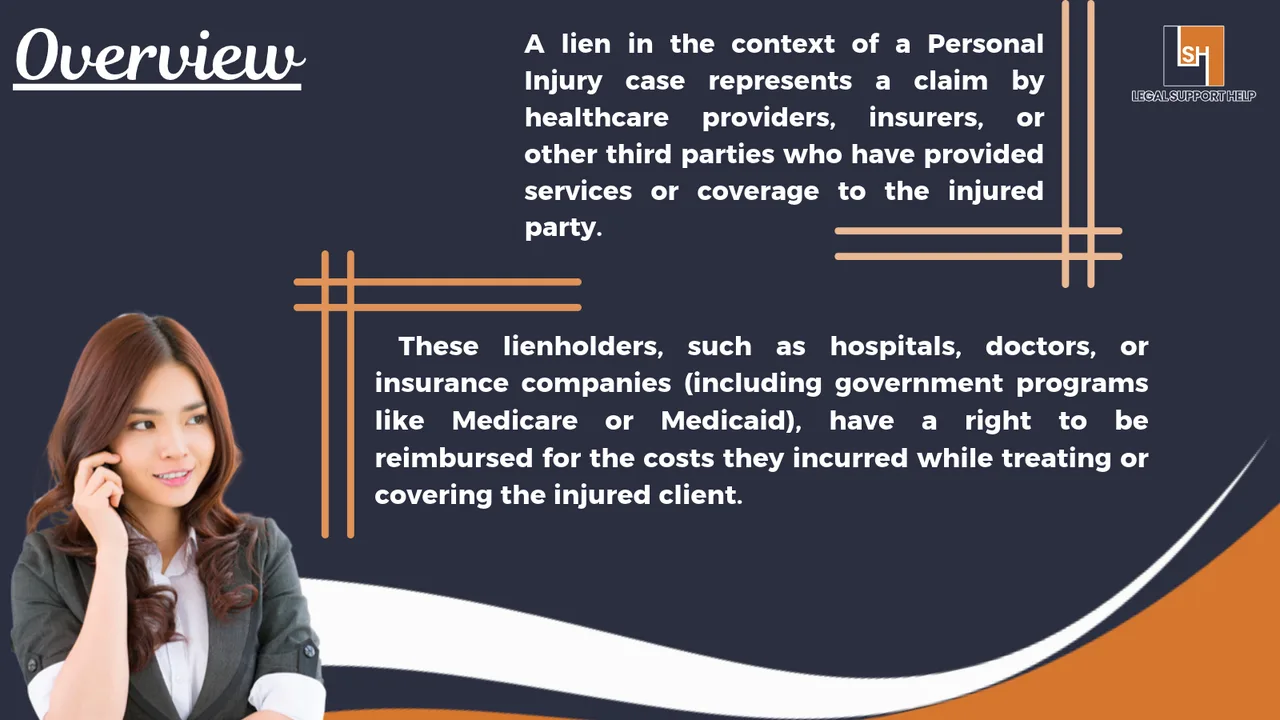 Overview
A lien in the context of a Personal
Injury case represents a claim by
healthcare providers, insurers, or
other third parties who have provided
services or coverage to the injured
party.
LSH
LEGAL SUPPORT HELP
These lienholders, such as hospitals, doctors, or
insurance companies (including government programs
like Medicare or Medicaid), have a right to be
reimbursed for the costs they incurred while treating or
covering the injured client.